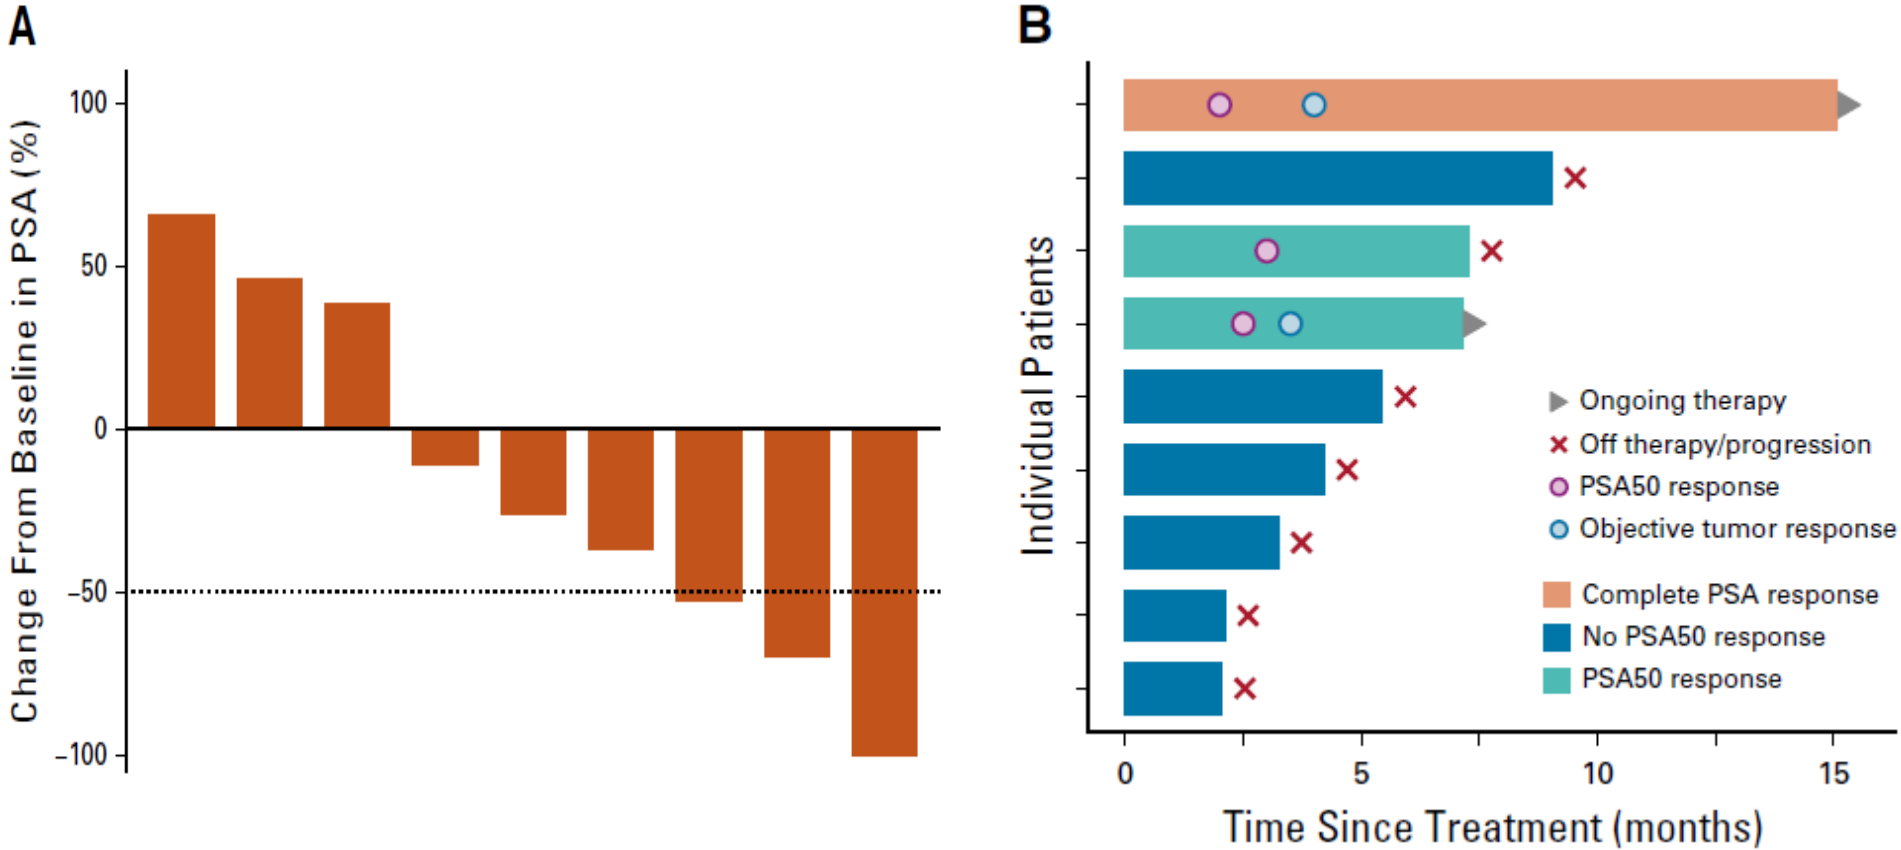 A
Change From Baseline in PSA (%)
100
50
0
–50
–100
B
Individual Patients
Ongoing therapy
Off therapy/progression
PSA50 response
Objective tumor response
Complete PSA response
No PSA50 response
PSA50 response
0 5 10 15
Time Since Treatment (months)